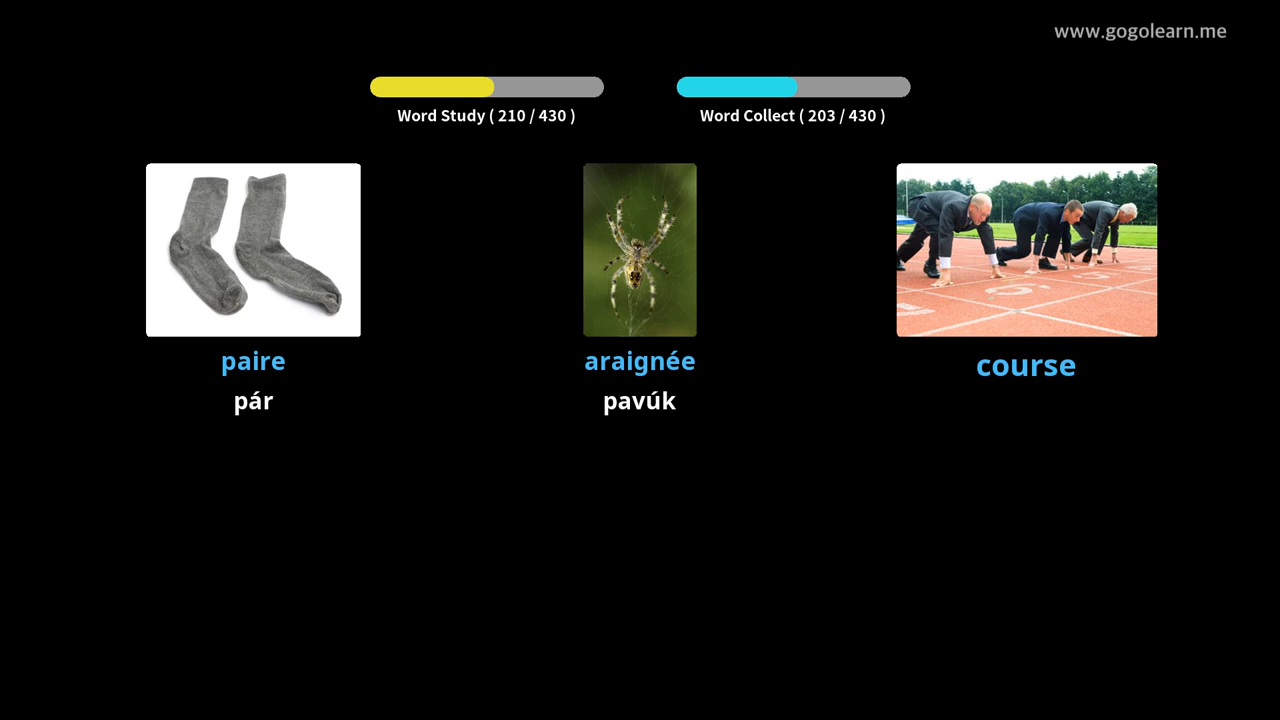 www.gogolearn.me
Word Study ( 210 / 430 )
Word Collect ( 203 / 430 )
paire
araignée
course
pár
pavúk